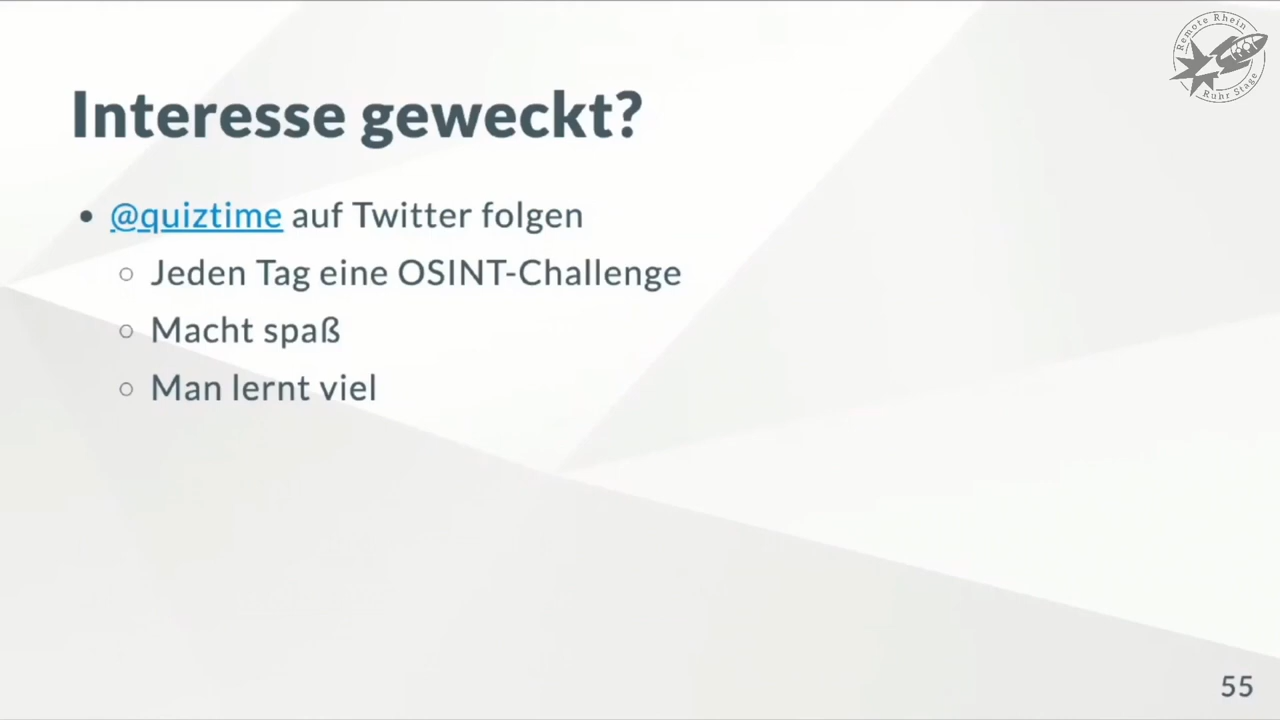 Remote Rhein
Ruhr Stage
Interesse geweckt?
• @quiztime auf Twitter folgen
○ Jeden Tag eine OSINT-Challenge
○ Macht spaß
○ Man lernt viel
55